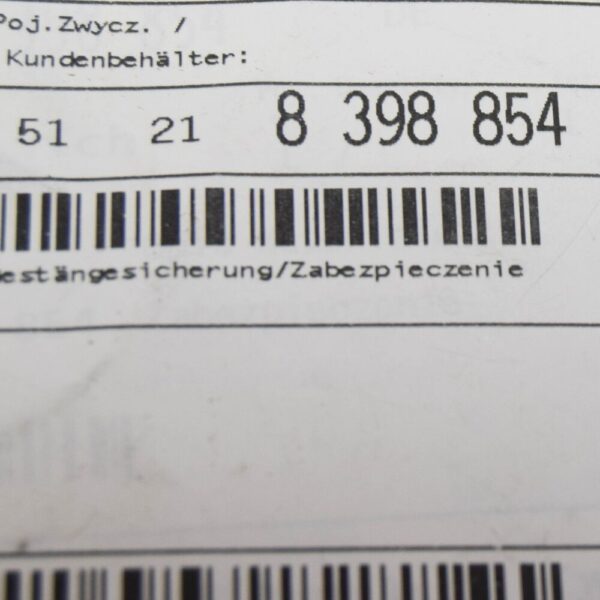 Poj.Zwycz. /
Kundenbehälter:
51 21 8 398 854
estängesicherung/Zabezpieczenie